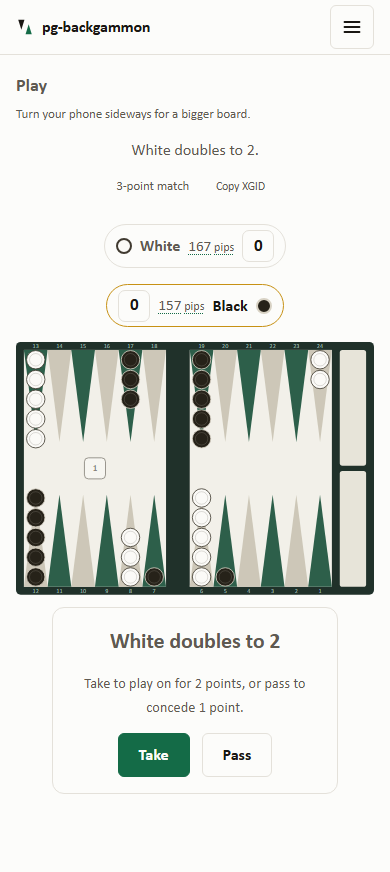 pg-backgammon
Play
Turn your phone sideways for a bigger board.
White doubles to 2.
3-point match Copy XGID
White 167 pips 0
0 157 pips Black
13 14 15 16 17 18 19 20 21 22 23 24
1
12 11 10 9 8 7 6 5 4 3 2 1
White doubles to 2
Take to play on for 2 points, or pass to
concede 1 point.
Take Pass